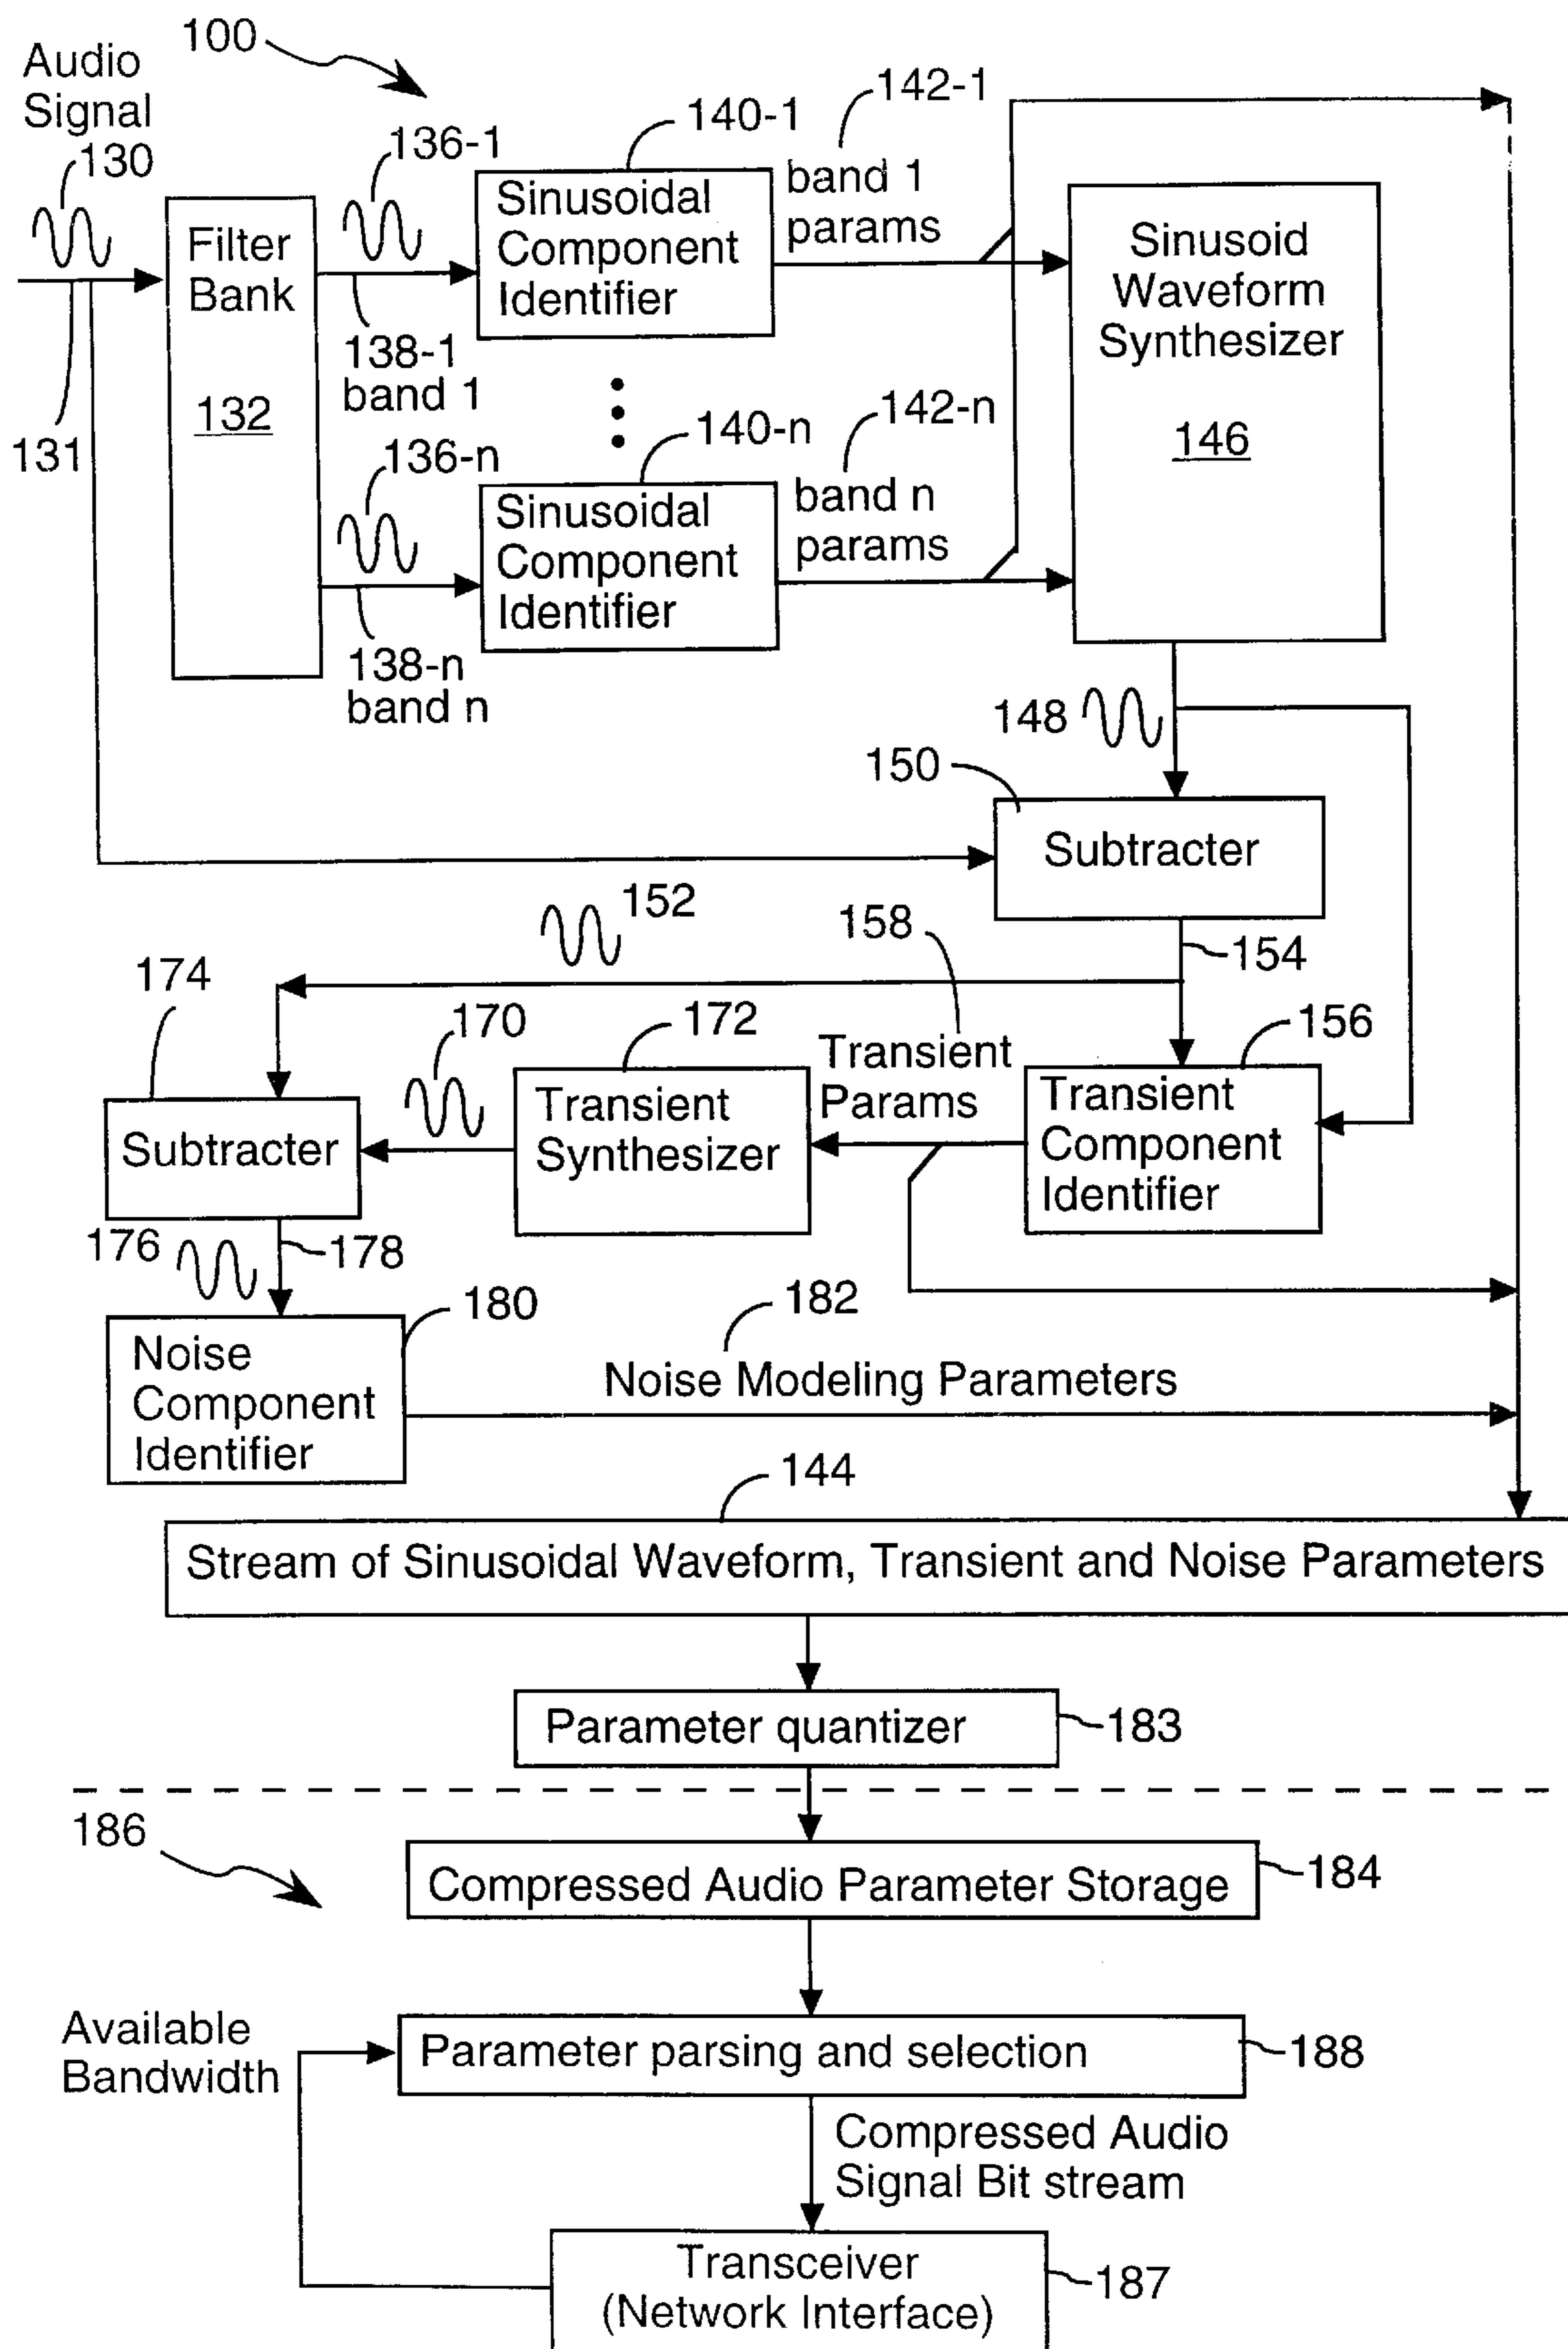 100
Audio
Signal
130
136-1
140-1
142-1
band 1
params
Filter
Bank
132
131
Sinusoidal
Component
Identifier
138-1
band 1
136-n
140-n
142-n
band n
params
Sinusoidal
Component
Identifier
138-n
band n
Sinusoid
Waveform
Synthesizer
146
148
150
Subtracter
152
154
158
174
170
172
Transient
Params
156
Subtracter
Transient
Synthesizer
Transient
Component
Identifier
176
178
180
182
Noise
Component
Identifier
Noise Modeling Parameters
144
Stream of Sinusoidal Waveform, Transient and Noise Parameters
Parameter quantizer
183
186
Compressed Audio Parameter Storage
184
Available
Bandwidth
Parameter parsing and selection
188
Compressed Audio
Signal Bit stream
Transceiver
(Network Interface)
187